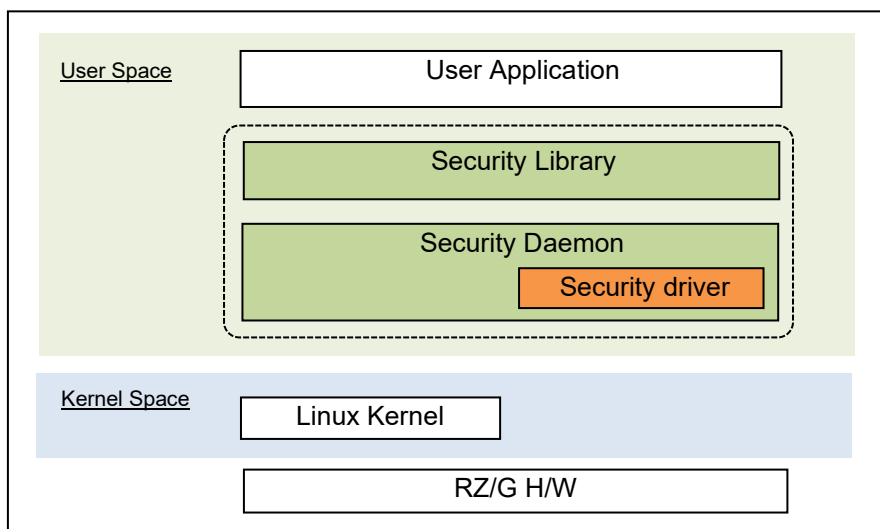 User Space
User Application
Security Library
Security Daemon
Security driver
Kernel Space
Linux Kernel
RZ/G H/W